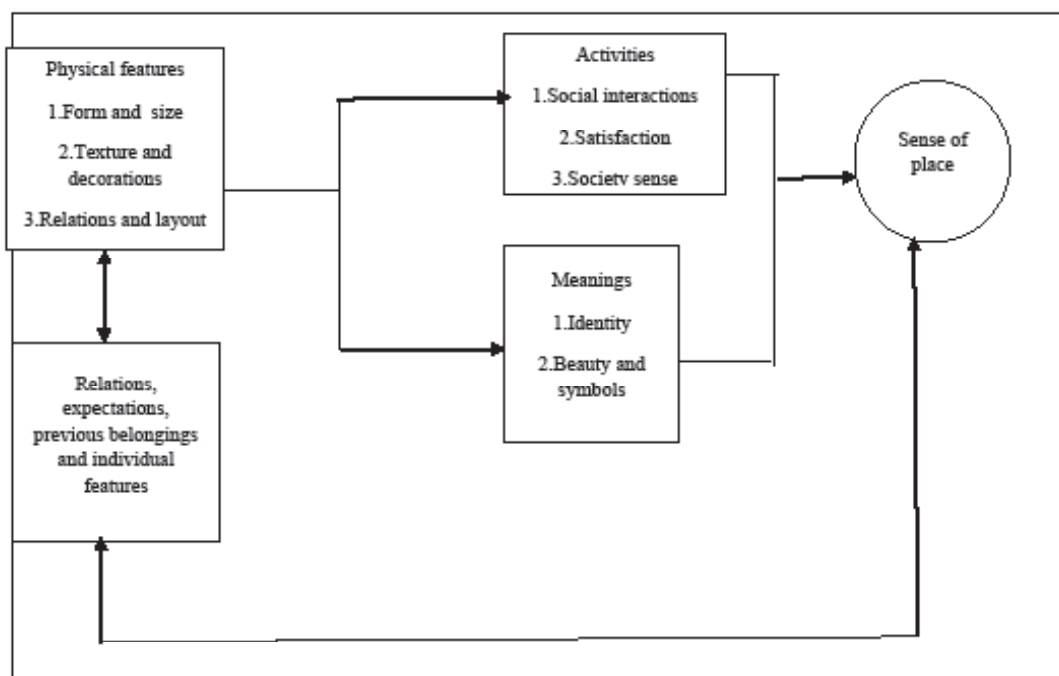 Physical features
1.Form and size
2.Texture and
decorations
3.Relations and layout
Relations,
expectations,
previous belongings
and individual
features
Activities
1.Social interactions
2.Satisfaction
3.Society sense
Meanings
1.Identity
2.Beauty and
symbols
Sense of
place